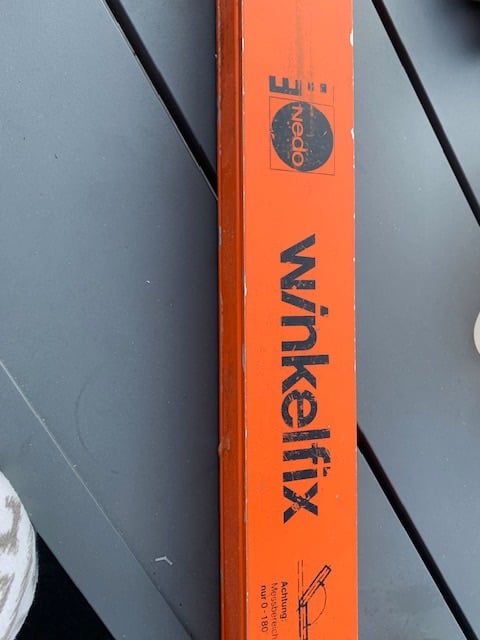 nedo
winkelfix
Achtung:
Messbereich
nur 0-180°